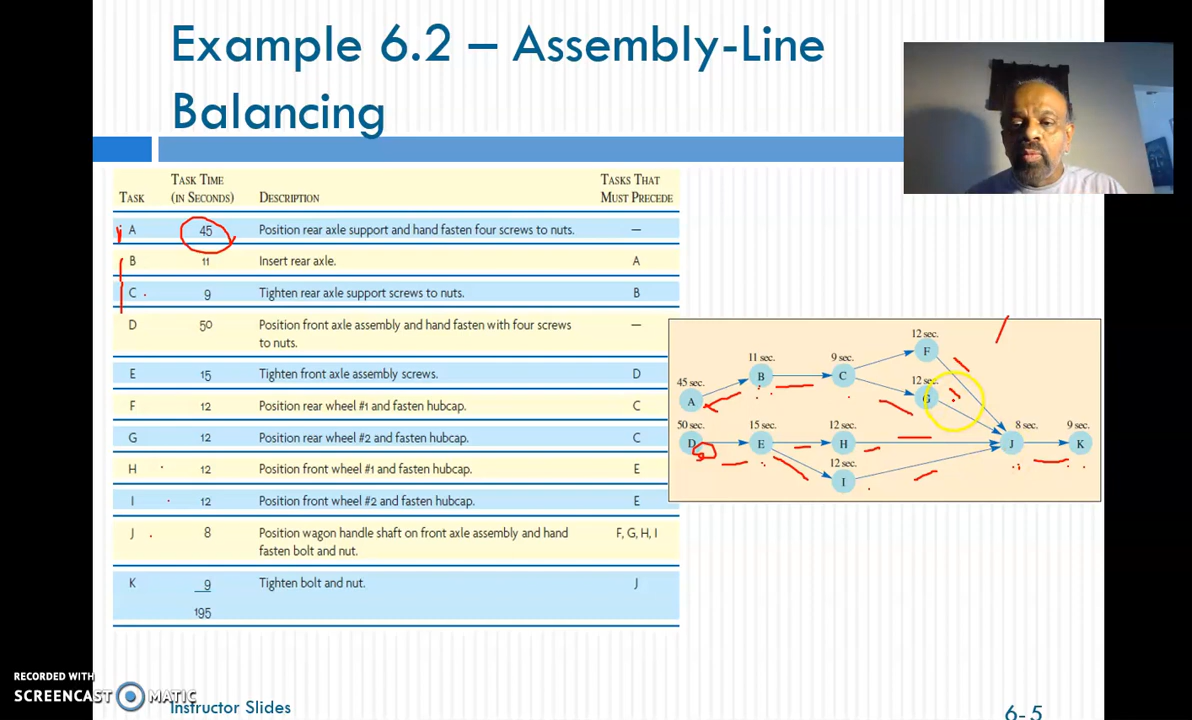 Example 6.2 – Assembly-Line
Balancing
TASK TIME TASKS THAT
TASK (IN SECONDS) DESCRIPTION MUST PRECEDE
A 45 Position rear axle support and hand fasten four screws to nuts. —
B 11 Insert rear axle. A
C 9 Tighten rear axle support screws to nuts. B
D 50 Position front axle assembly and hand fasten with four screws —
to nuts.
E 15 Tighten front axle assembly screws. D
F 12 Position rear wheel #1 and fasten hubcap. C
G 12 Position rear wheel #2 and fasten hubcap. C
H 12 Position front wheel #1 and fasten hubcap. E
I 12 Position front wheel #2 and fasten hubcap. E
J 8 Position wagon handle shaft on front axle assembly and hand F, G, H, I
fasten bolt and nut.
K 9 Tighten bolt and nut. J
195
12 sec.
F
11 sec. 9 sec.
B C
45 sec. 12 sec.
A G
50 sec. 15 sec. 12 sec. 8 sec. 9 sec.
D E H J K
12 sec.
I
RECORDED WITH
SCREENCAST MATIC
Instructor Slides 6-5